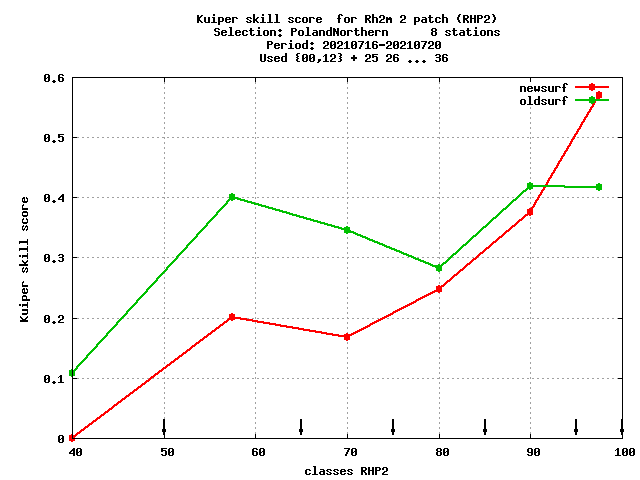 Kuiper skill score  for Rh2m 2 patch (RHP2)
Selection: PolandNorthern      8 stations
Period: 20210716-20210720
Used {00,12} + 25 26 ... 36
newsurf
oldsurf
0.6
0.5
0.4
0.3
0.2
0.1
0
Kuiper skill score
40 50 60 70 80 90 100
classes RHP2